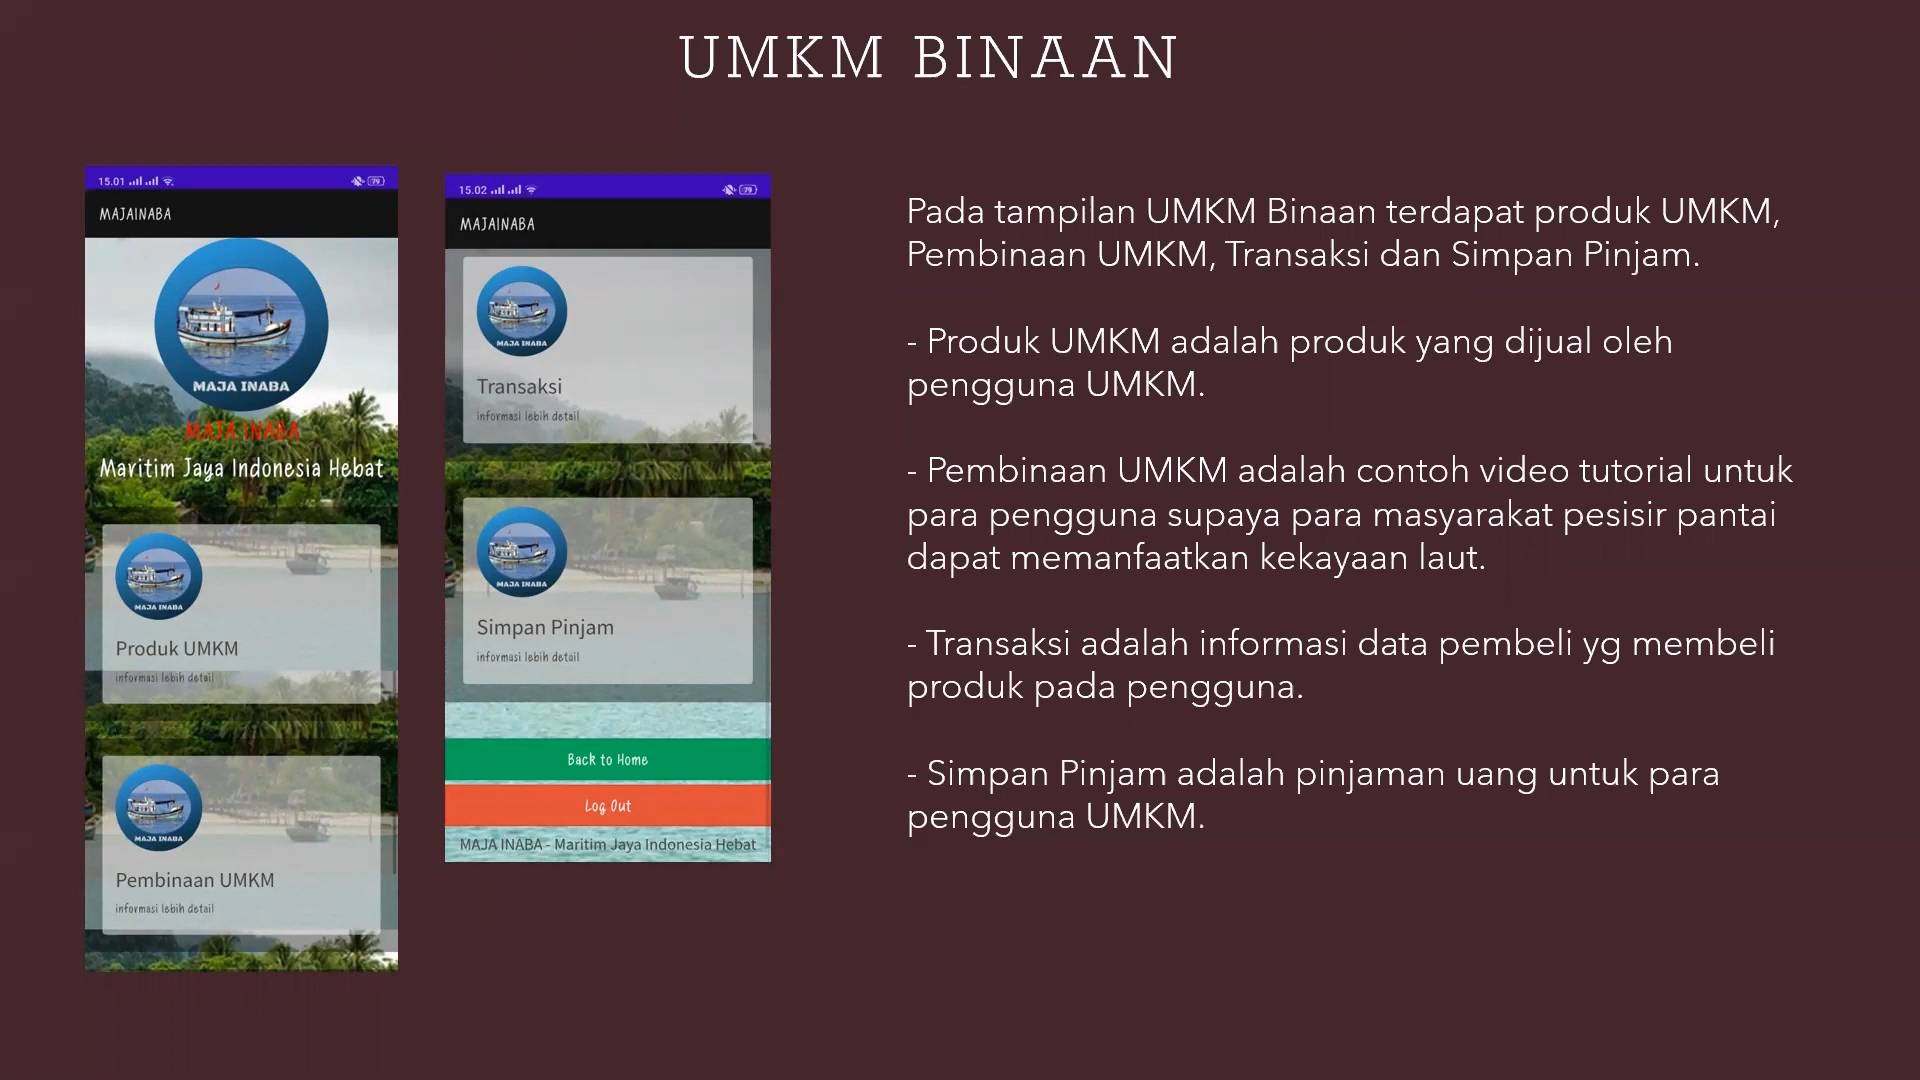 UMKM BINAAN
15.01
79
MAJAINABA
MAJA INABA
MAJA INABA
Maritim Jaya Indonesia Hebat
MAJA INABA
Produk UMKM
informasi lebih detail
MAJA INABA
Pembinaan UMKM
informasi lebih detail
15.02
79
MAJAINABA
MAJA INABA
Transaksi
informasi lebih detail
MAJA INABA
Simpan Pinjam
informasi lebih detail
Back to Home
Log Out
MAJA INABA - Maritim Jaya Indonesia Hebat
Pada tampilan UMKM Binaan terdapat produk UMKM,
Pembinaan UMKM, Transaksi dan Simpan Pinjam.
- Produk UMKM adalah produk yang dijual oleh
pengguna UMKM.
- Pembinaan UMKM adalah contoh video tutorial untuk
para pengguna supaya para masyarakat pesisir pantai
dapat memanfaatkan kekayaan laut.
- Transaksi adalah informasi data pembeli yg membeli
produk pada pengguna.
- Simpan Pinjam adalah pinjaman uang untuk para
pengguna UMKM.